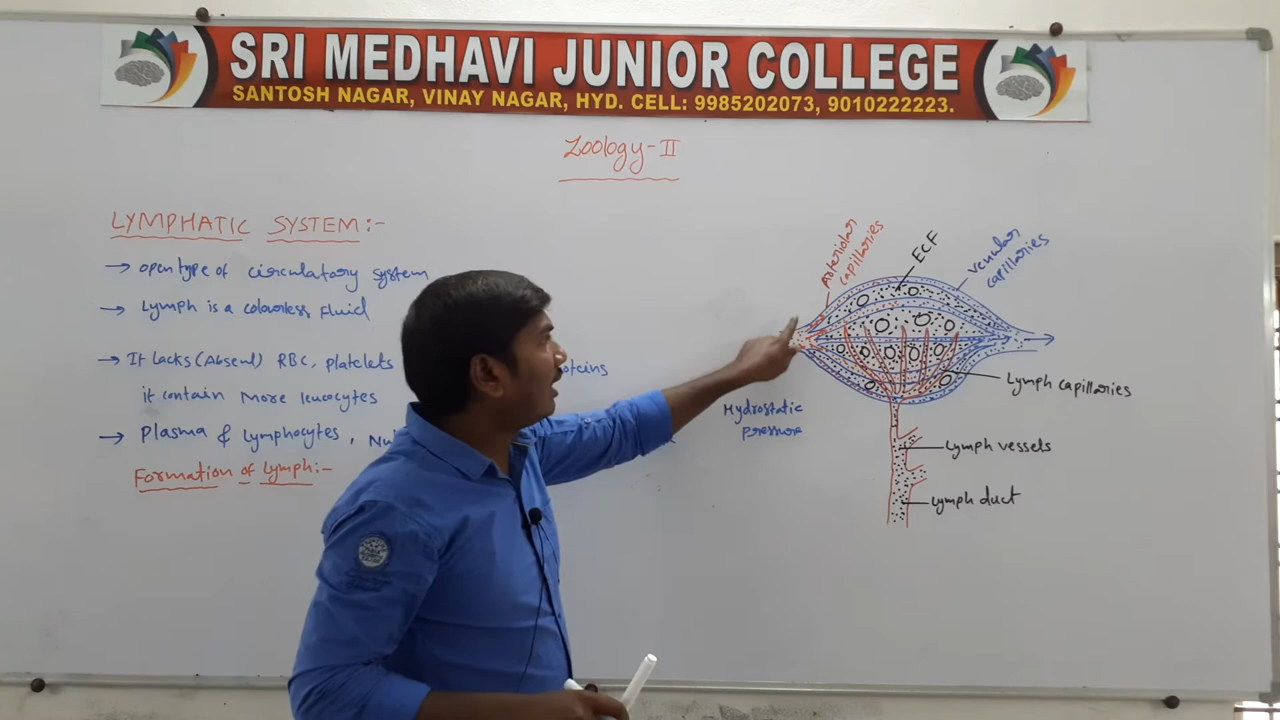 SRI MEDHAVI JUNIOR COLLEGE
SANTOSH NAGAR, VINAY NAGAR, HYD. CELL: 9985202073, 9010222223.
Zoology-II
LYMPHATIC SYSTEM:-
→ open type of circulatory system
→ Lymph is a colourless fluid
→ It lacks (Absent) RBC, platelets
it contain More leucocytes
→ Plasma & lymphocytes,
Formation of Lymph:-
Hydrostatic
pressure
Arteriolar
capillaries
ECF
Venular
capillaries
Lymph capillaries
Lymph vessels
Lymph duct